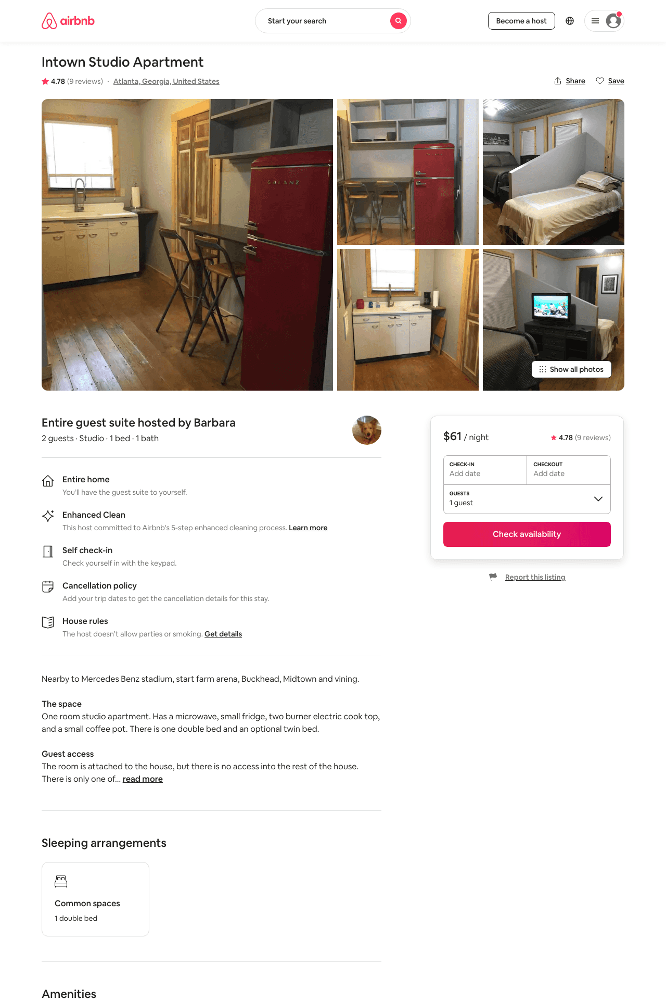 airbnb
Start your search
Become a host
Intown Studio Apartment
4.78 (9 reviews) · Atlanta, Georgia, United States
Share
Save
GALANZ
Show all photos
Entire guest suite hosted by Barbara
2 guests · Studio · 1 bed · 1 bath
Entire home
You’ll have the guest suite to yourself.
Enhanced Clean
This host committed to Airbnb's 5-step enhanced cleaning process. Learn more
Self check-in
Check yourself in with the keypad.
Cancellation policy
Add your trip dates to get the cancellation details for this stay.
House rules
The host doesn’t allow parties or smoking. Get details
$61 / night
4.78 (9 reviews)
CHECK-IN
Add date
CHECKOUT
Add date
GUESTS
1 guest
Check availability
Report this listing
Nearby to Mercedes Benz stadium, start farm arena, Buckhead, Midtown and vining.
The space
One room studio apartment. Has a microwave, small fridge, two burner electric cook top,
and a small coffee pot. There is one double bed and an optional twin bed.
Guest access
The room is attached to the house, but there is no access into the rest of the house.
There is only one of... read more
Sleeping arrangements
Common spaces
1 double bed
Amenities